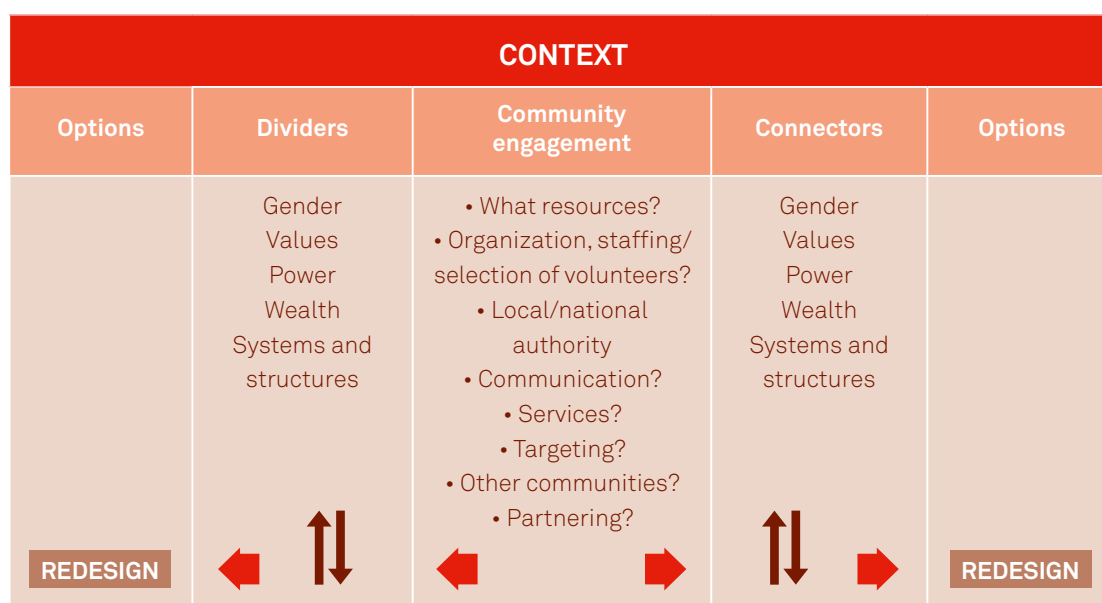 CONTEXT
Options
Dividers
Community
engagement
Connectors
Options
Gender
Values
Power
Wealth
Systems and
structures
• What resources?
• Organization, staffing/
selection of volunteers?
• Local/national
authority
• Communication?
• Services?
• Targeting?
• Other communities?
• Partnering?
Gender
Values
Power
Wealth
Systems and
structures
REDESIGN
REDESIGN